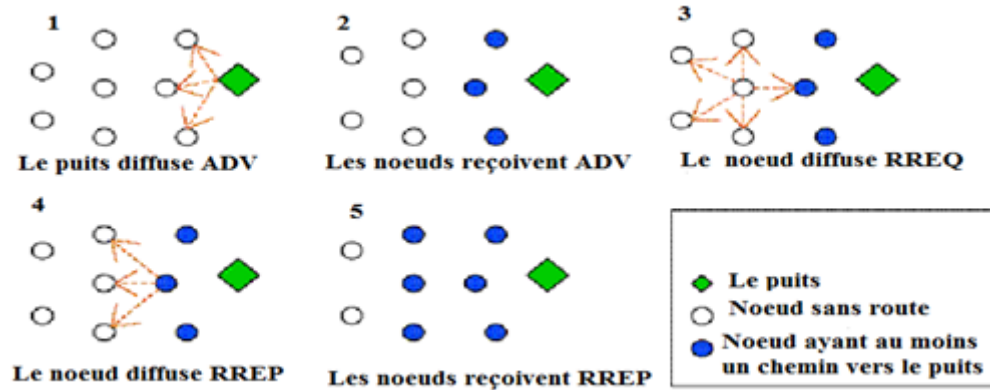 1
Le puits diffuse ADV
2
Les noeuds reçoivent ADV
3
Le noeud diffuse RREQ
4
Le noeud diffuse RREP
5
Les noeuds reçoivent RREP
Le puits
Noeud sans route
Noeud ayant au moins
un chemin vers le puits